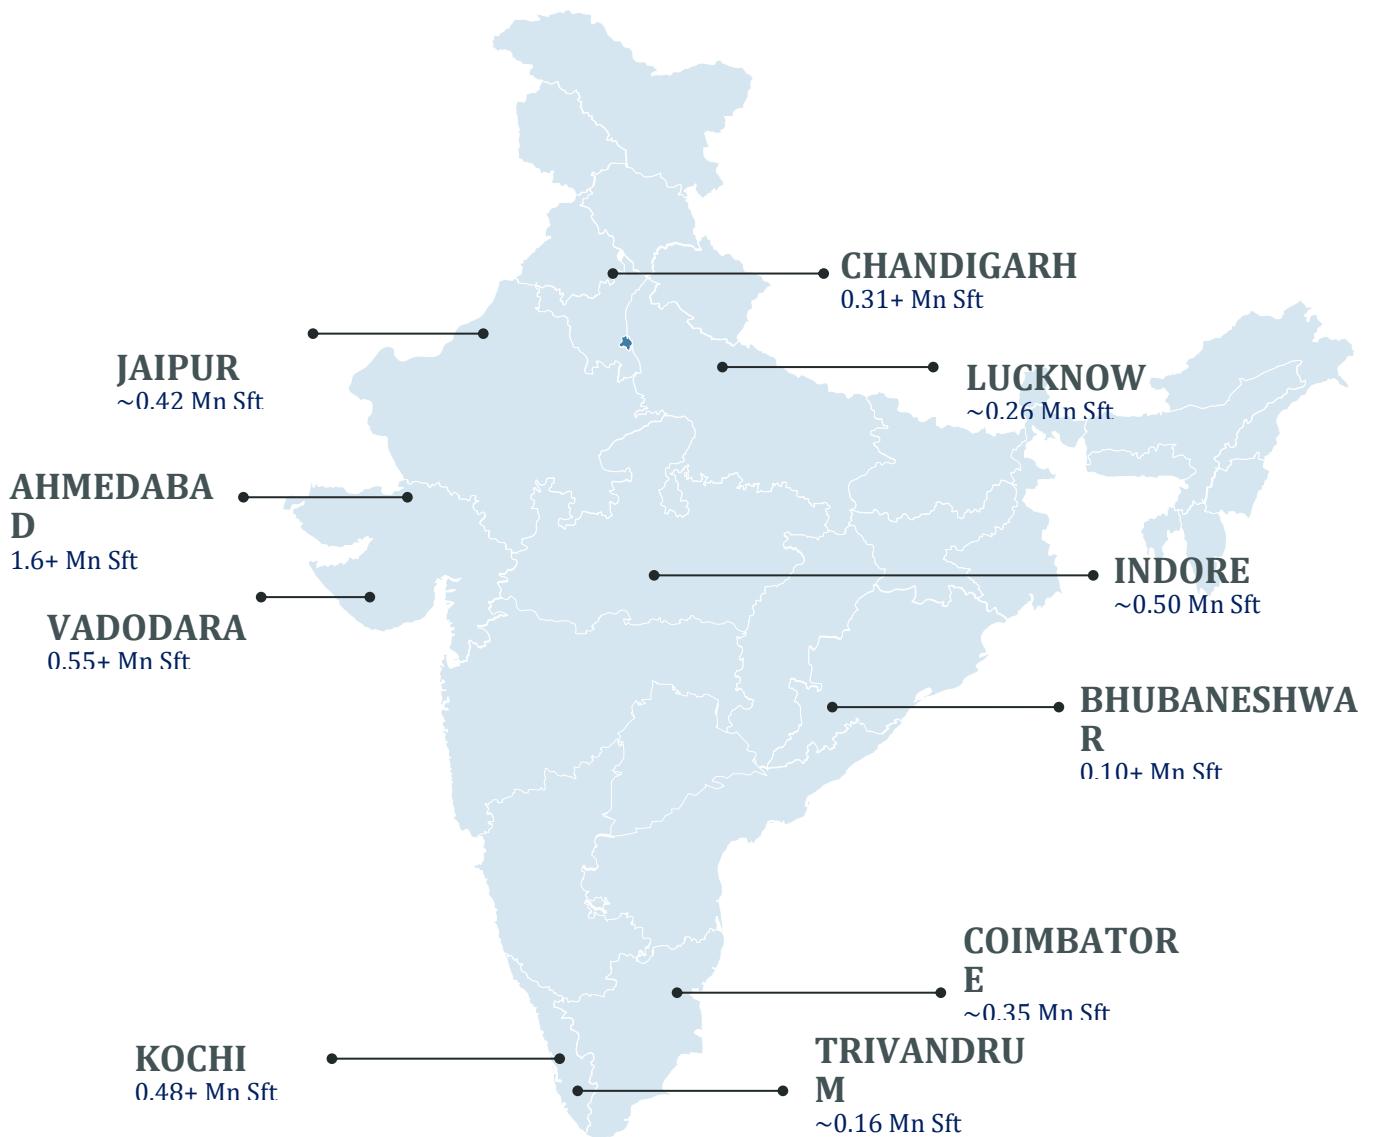 CHANDIGARH
0.31+ Mn Sft
JAIPUR
~0.42 Mn Sft
LUCKNOW
~0.26 Mn Sft
AHMEDABA
D
1.6+ Mn Sft
INDORE
~0.50 Mn Sft
VADODARA
0.55+ Mn Sft
BHUBANESHWA
R
0.10+ Mn Sft
COIMBATOR
E
~0.35 Mn Sft
KOCHI
0.48+ Mn Sft
TRIVANDRU
M
~0.16 Mn Sft